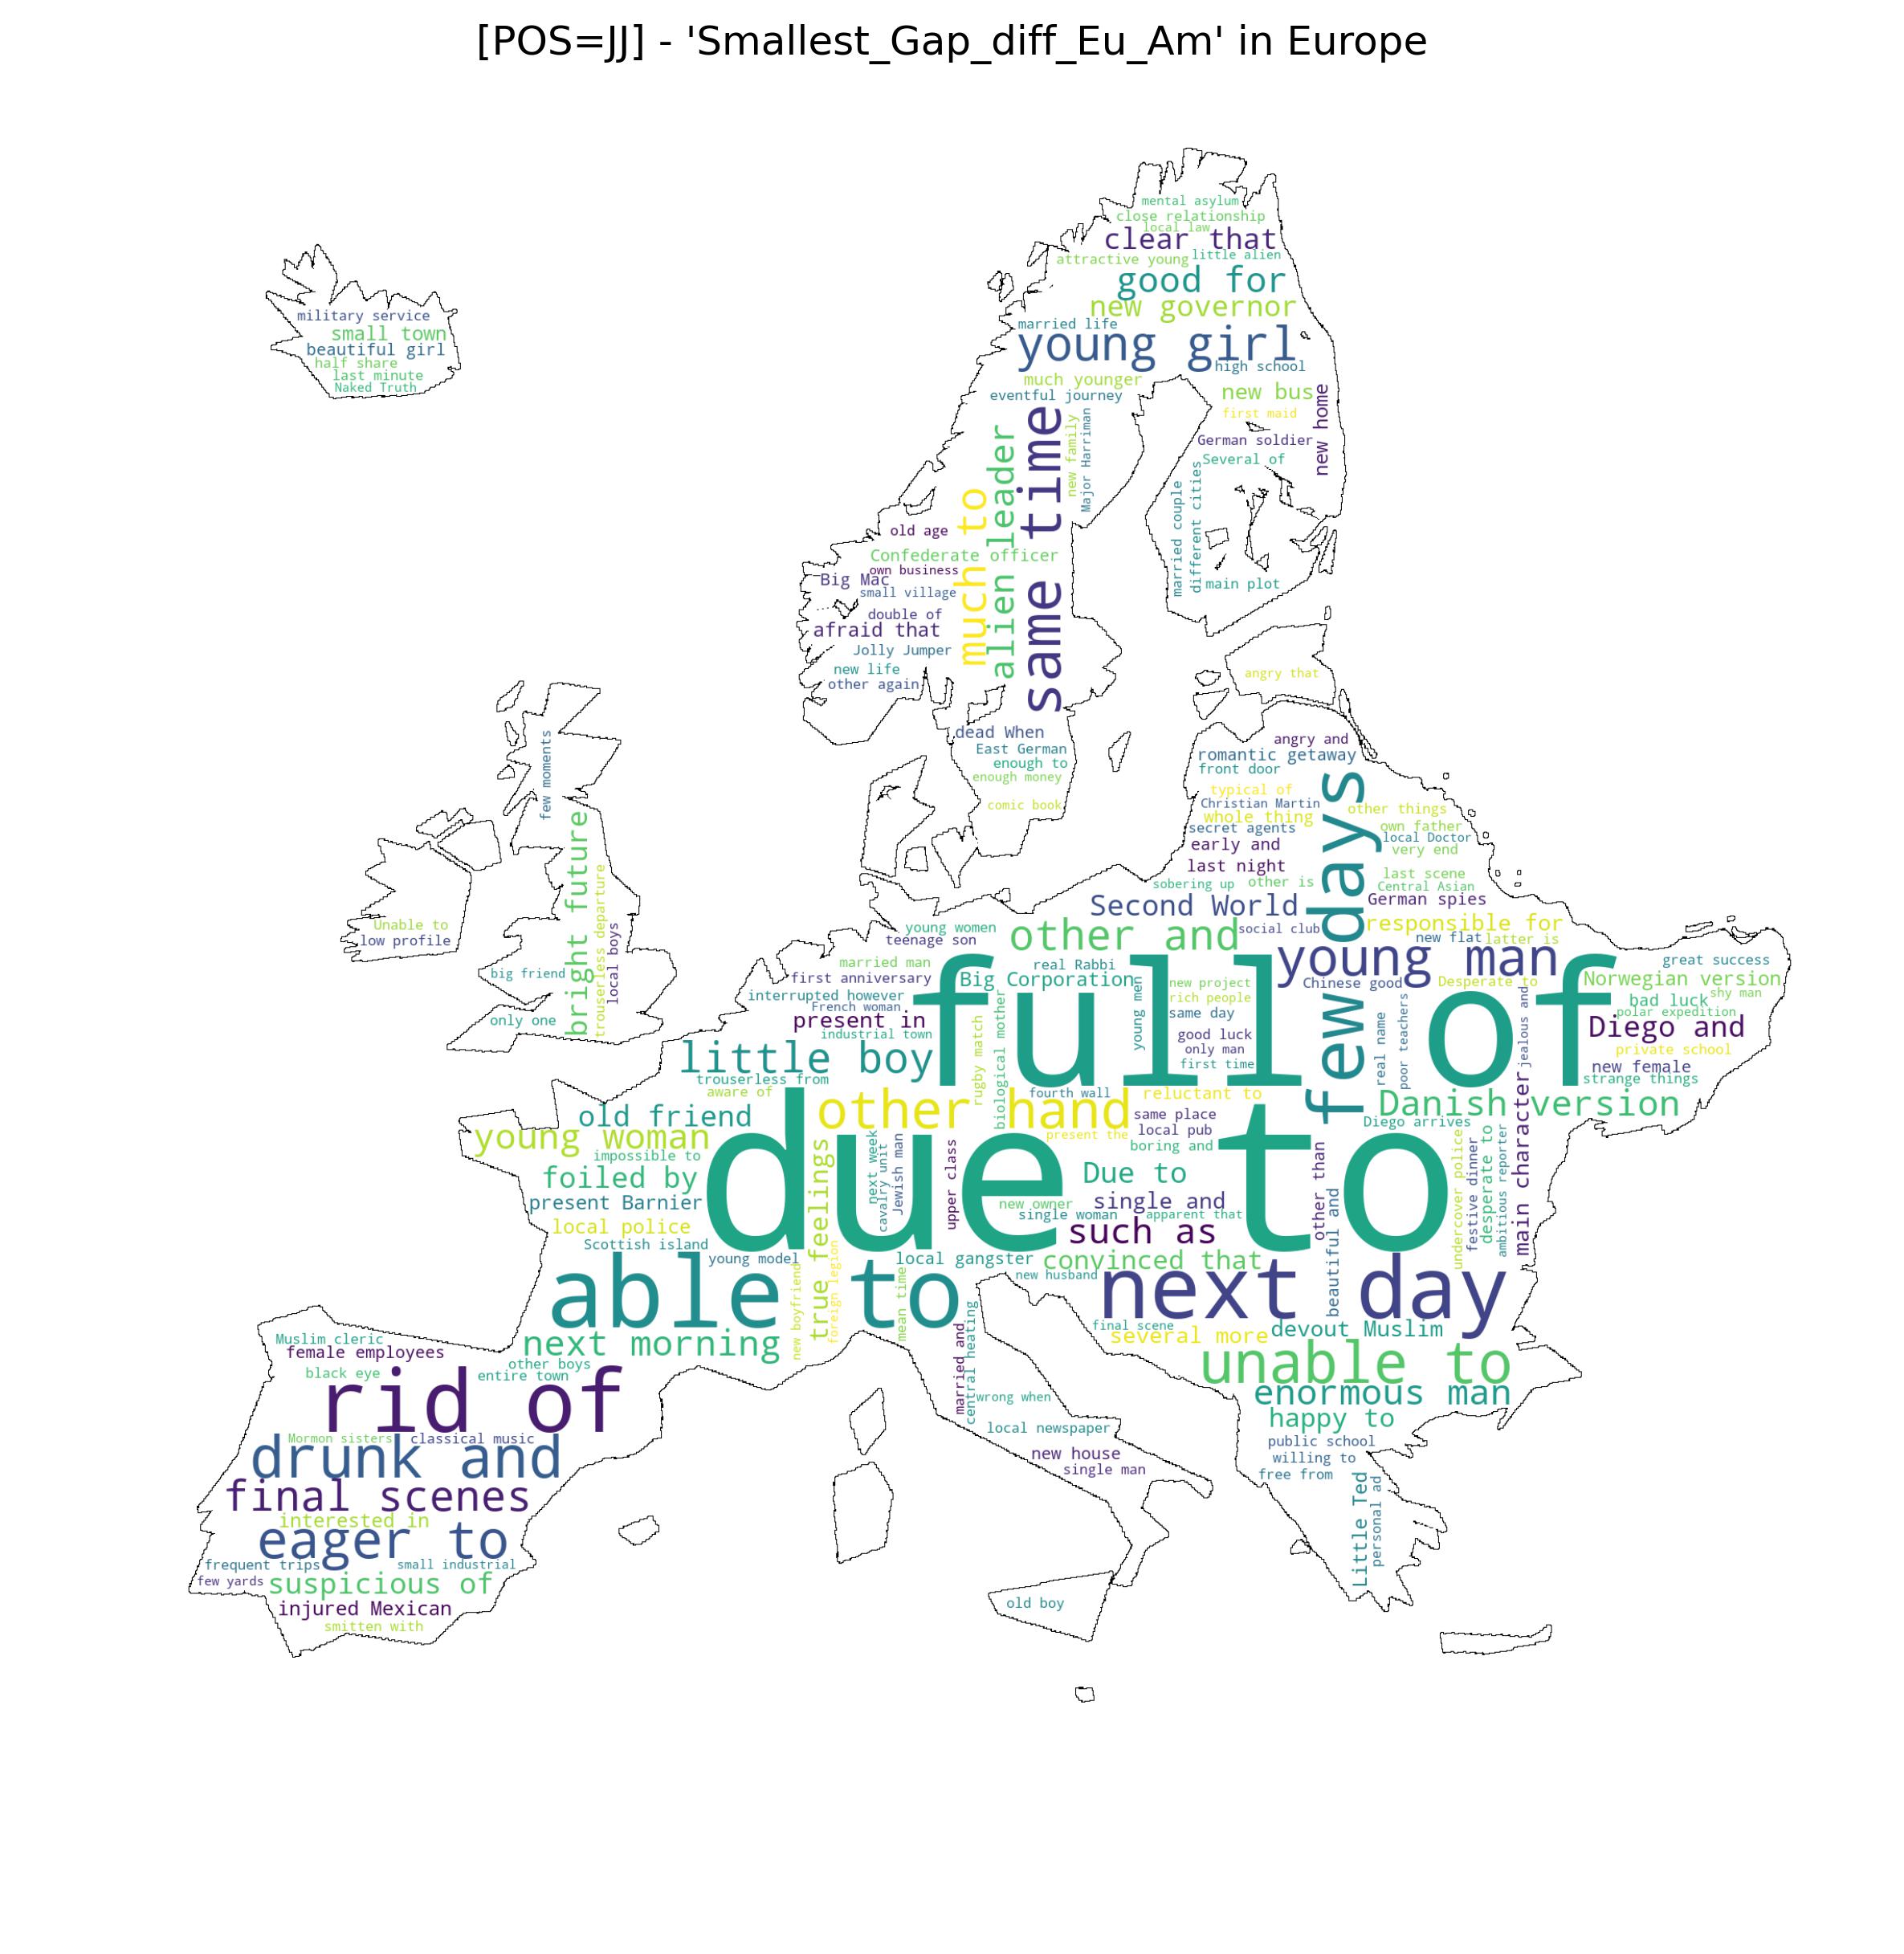 [POS=JJ] - 'Smallest_Gap_diff_Eu_Am' in Europe
mental asylum
close relationship
local law
clear that
attractive young
little alien
good for
new governor
married life
young girl
high school
military service
small town
beautiful girl
half share
last minute
Naked Truth
much younger
eventful journey
new bus
first maid
new home
German soldier
Several of
new family
Major Harriman
same time
alien leader
much to
married couple
different cities
main plot
old age
Confederate officer
own business
Big Mac
small village
double of
afraid that
Jolly Jumper
new life
other again
angry that
dead When
East German
enough to
enough money
comic book
few moments
bright future
trouserless departure
local boys
big friend
only one
Unable to
low profile
angry and
romantic getaway
front door
typical of
Christian Martin
whole thing
secret agents
early and
last night
sobering up
other is
few days
other things
own father
local Doctor
very end
last scene
Central Asian
German spies
responsible for
new flat
latter is
Second World
social club
young women
teenage son
other and
young man
married man
first anniversary
real Rabbi
Big Corporation
Chinese good
Desperate to
great success
Norwegian version
shy man
bad luck
polar expedition
Diego and
private school
new female
strange things
interrupted however
French woman
present in
industrial town
full of
young men
new project
rich people
same day
good luck
only man
first time
real name
poor teachers
jealous and
little boy
trouserless from
aware of
rugby match
biological mother
fourth wall
reluctant to
Danish version
other hand
same place
local pub
present the
boring and
Diego arrives
old friend
young woman
impossible to
foiled by
present Barnier
local police
Scottish island
young model
due to
true feelings
next week
cavalry unit
Jewish man
upper class
Due to
new owner
single and
single woman
apparent that
such as
other than
beautiful and
undercover police
festive dinner
desperate to
ambitious reporter
main character
able to
local gangster
convinced that
new husband
next day
new boyfriend
foreign legion
mean time
next morning
other boys
entire town
final scene
several more
devout Muslim
unable to
enormous man
happy to
public school
willing to
free from
Little Ted
personal ad
married and
central heating
wrong when
local newspaper
new house
single man
old boy
Muslim cleric
female employees
black eye
rid of
Mormon sisters
classical music
drunk and
final scenes
interested in
eager to
frequent trips
small industrial
few yards
suspicious of
injured Mexican
smitten with